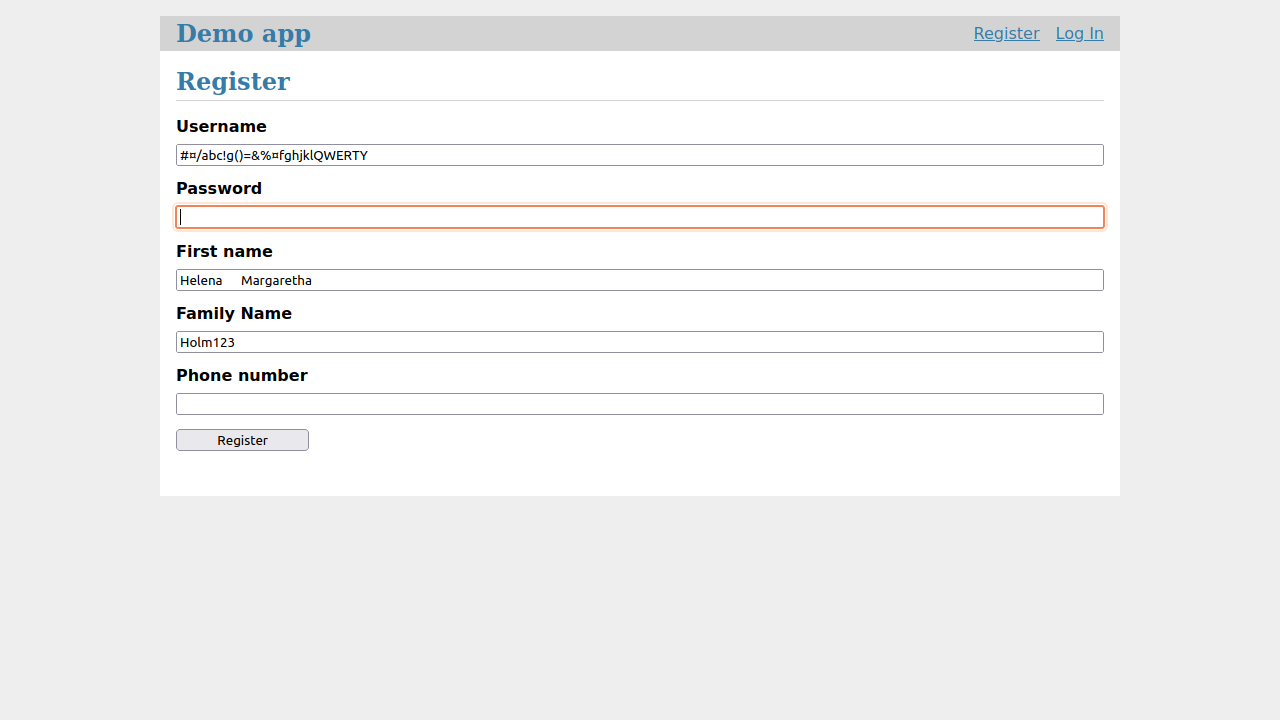 Demo app Register Log In
Register
Username
#¤/abc!g()=&%¤fghjklQWERTY
Password
First name
Helena     Margaretha
Family Name
Holm123
Phone number
Register